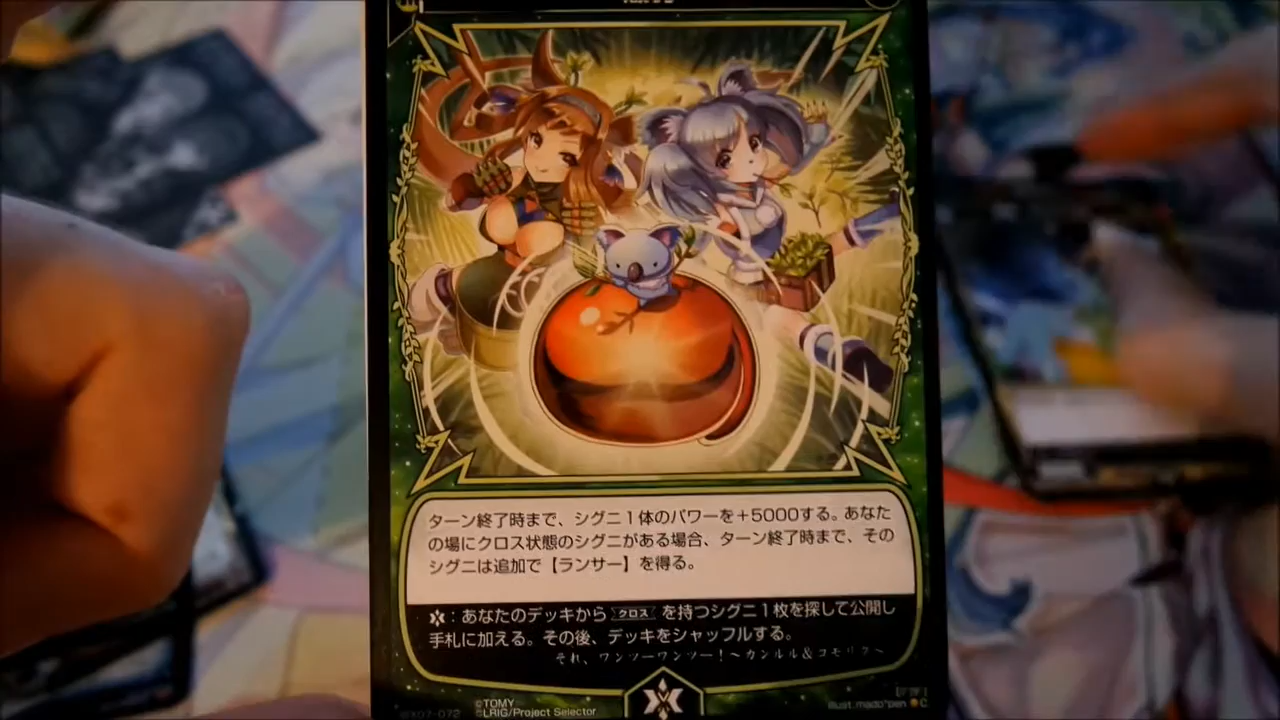 ターン終了時まで、シグニ１体のパワーを＋5000する。あなた
の場にクロス状態のシグニがある場合、ターン終了時まで、その
シグニは追加で【ランサー】を得る。
：あなたのデッキから クロス を持つシグニ１枚を探して公開し
手札に加える。その後、デッキをシャッフルする。
それ、ワンツーワンツー！～カンルル＆コモリク～
©TOMY
©LRIG/Project Selector
Illust.mado*pen C